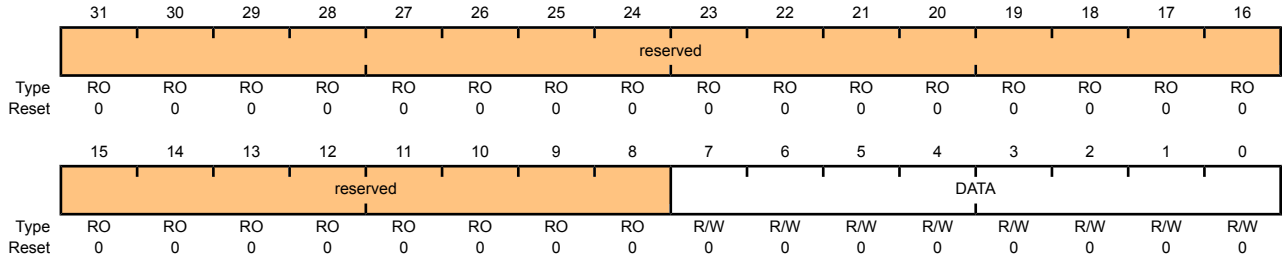 31 30 29 28 27 26 25 24 23 22 21 20 19 18 17 16
reserved
Type RO RO RO RO RO RO RO RO RO RO RO RO RO RO RO RO
Reset 0 0 0 0 0 0 0 0 0 0 0 0 0 0 0 0
15 14 13 12 11 10 9 8 7 6 5 4 3 2 1 0
reserved DATA
Type RO RO RO RO RO RO RO RO R/W R/W R/W R/W R/W R/W R/W R/W
Reset 0 0 0 0 0 0 0 0 0 0 0 0 0 0 0 0